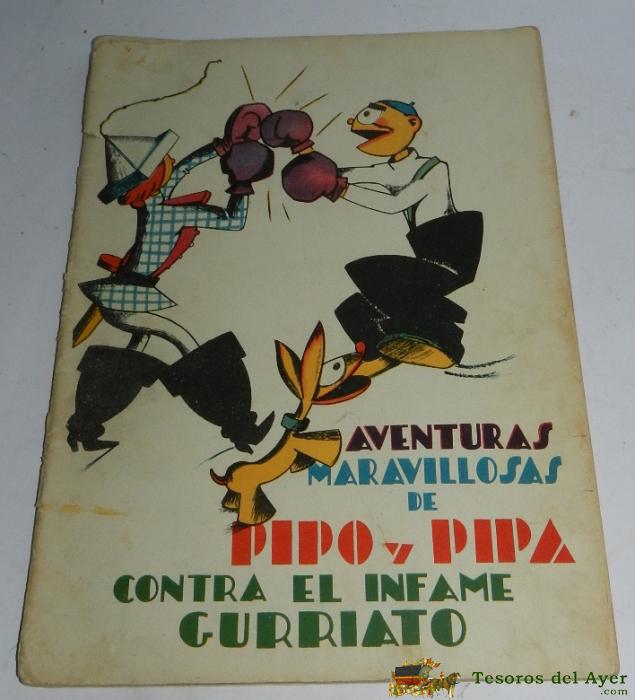 AVENTURAS
MARAVILLOSAS
DE
PIPO y PIPA
CONTRA EL INFAME
GURRIATO
Tesoros del Ayer
.com